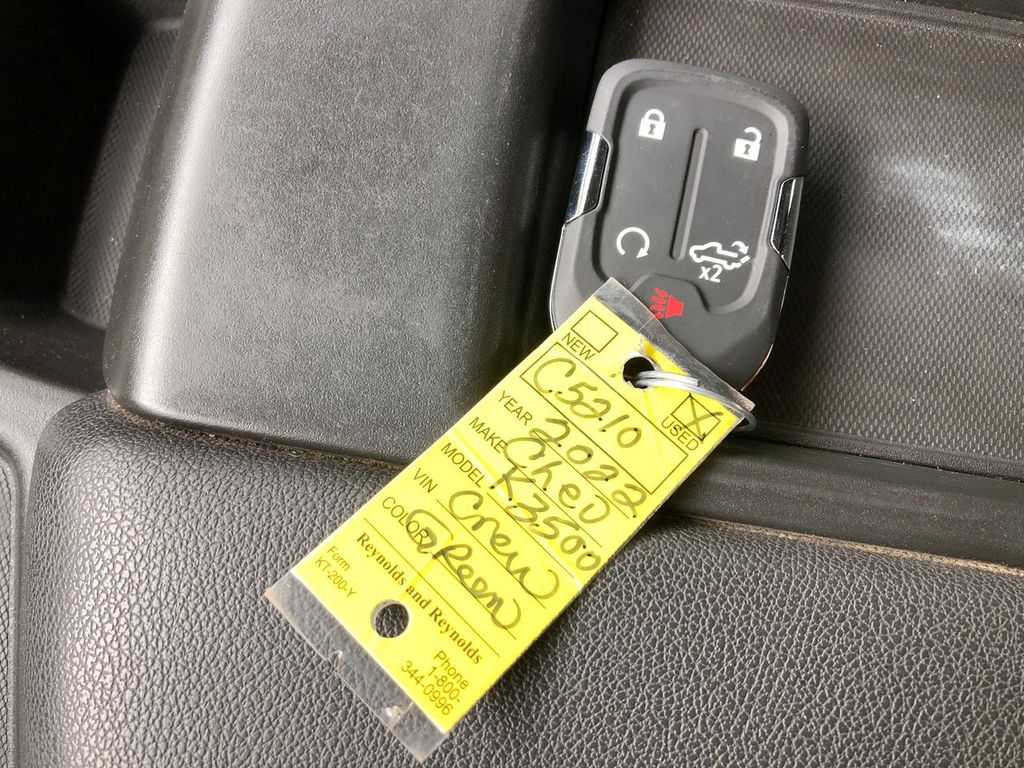 x2
NEW
USED
C5210
YEAR 2022
MAKE Chev
MODEL K3500
VIN Crew
COLOR Green
Reynolds and Reynolds
Form
KT-200-Y
Phone
1-800-
344-0996